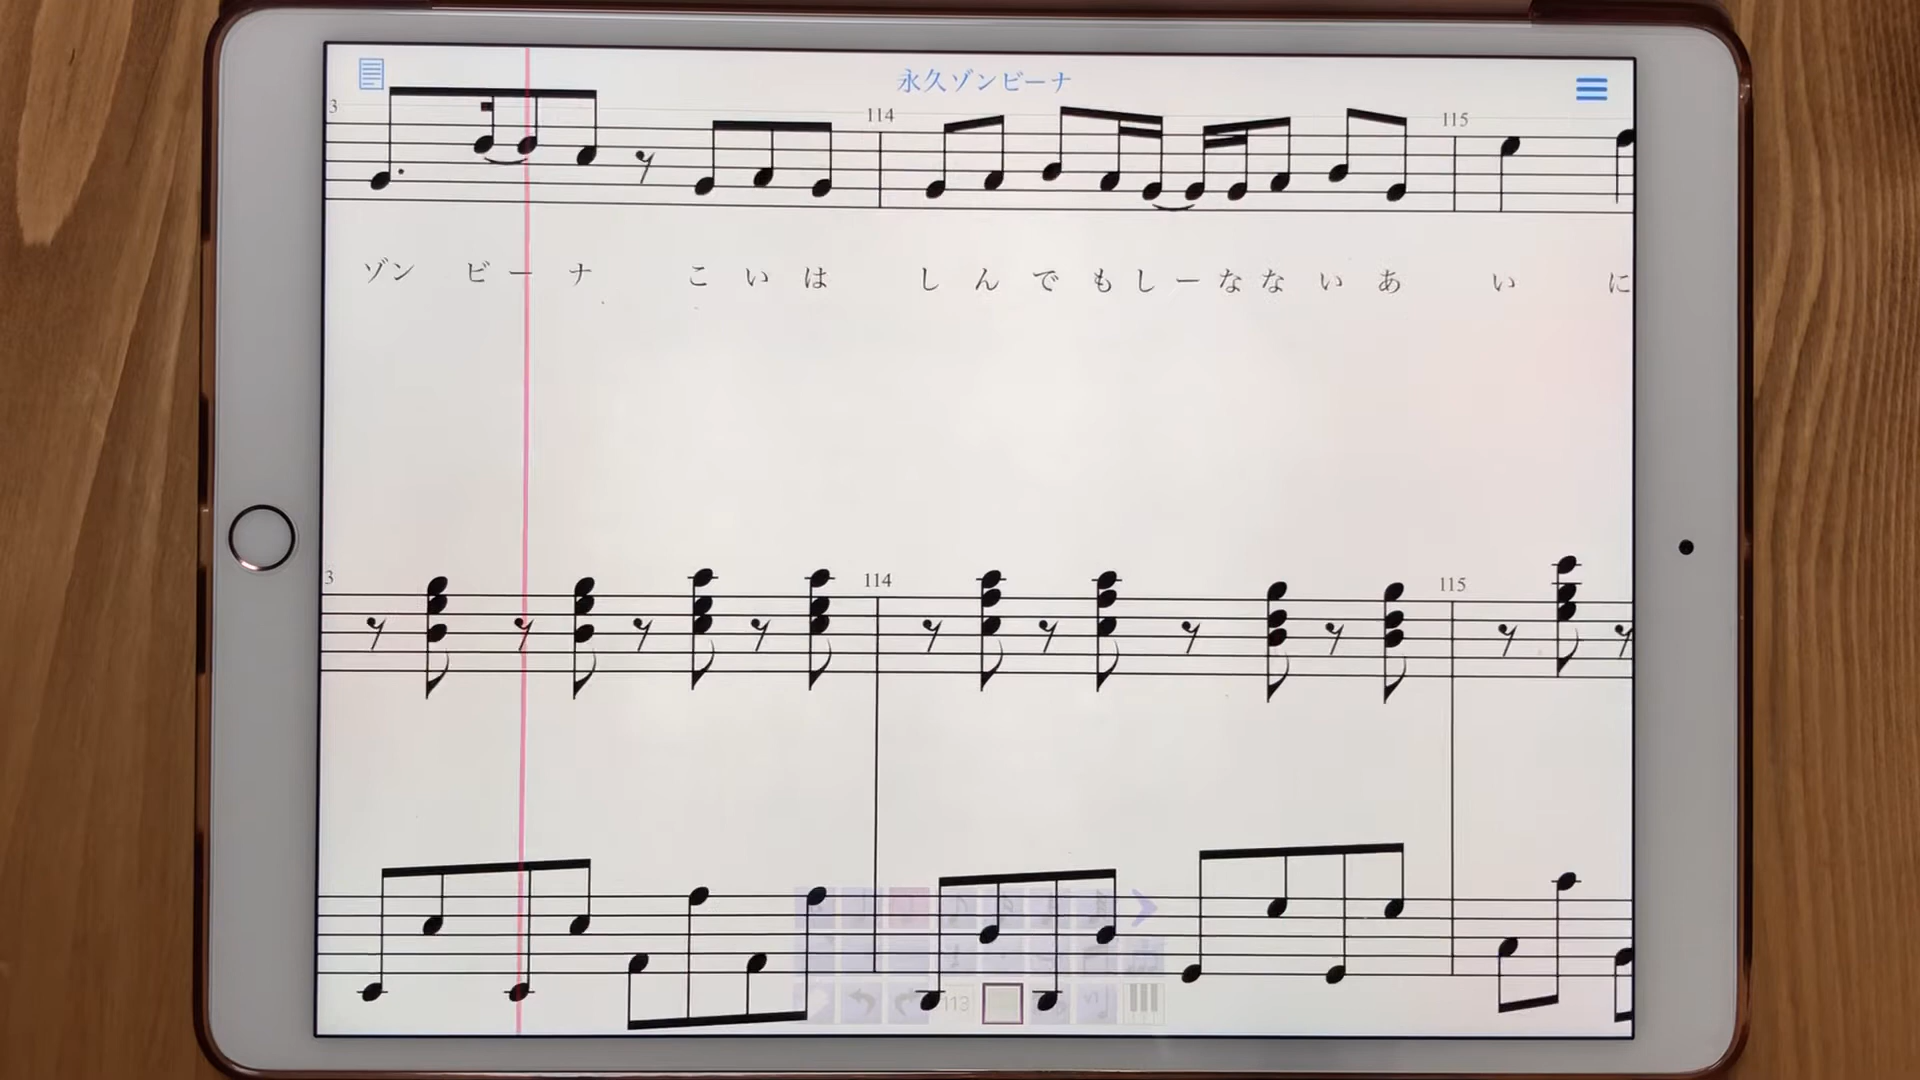 永久ゾンビーナ
3 114 115
ゾン ビ ー ナ こ い は し ん で も し ー な な い あ い に
3 114 115
113